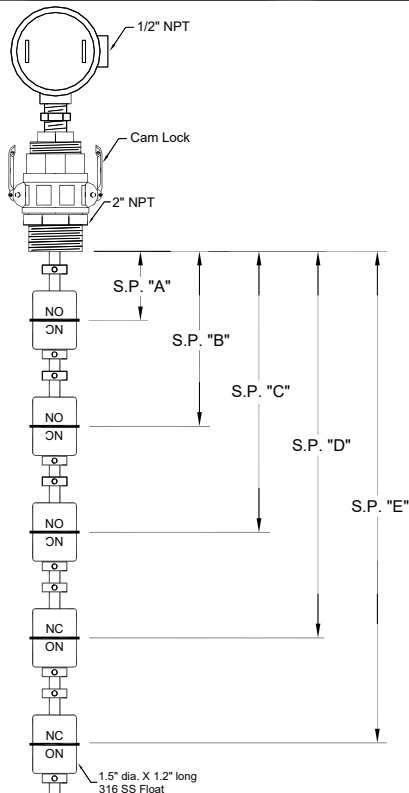 1/2" NPT
Cam Lock
2" NPT
S.P. "A"
NO
NC
S.P. "B"
NO
NC
S.P. "C"
NO
NC
S.P. "D"
NC
NO
S.P. "E"
NC
NO
1.5" dia. X 1.2" long
316 SS Float